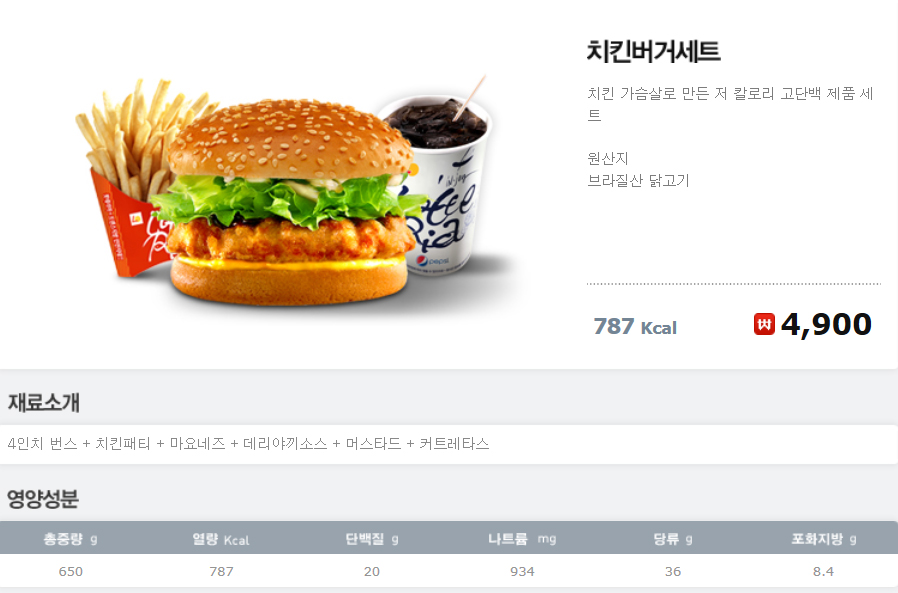 치킨버거세트
치킨 가슴살로 만든 저 칼로리 고단백 제품 세
트
원산지
브라질산 닭고기
pepsi
787 Kcal
₩ 4,900
재료소개
4인치 번스 + 치킨패티 + 마요네즈 + 데리야끼소스 + 머스타드 + 커트레타스
영양성분
총중량 g 열량 Kcal 단백질 g 나트륨 mg 당류 g 포화지방 g
650 787 20 934 36 8.4